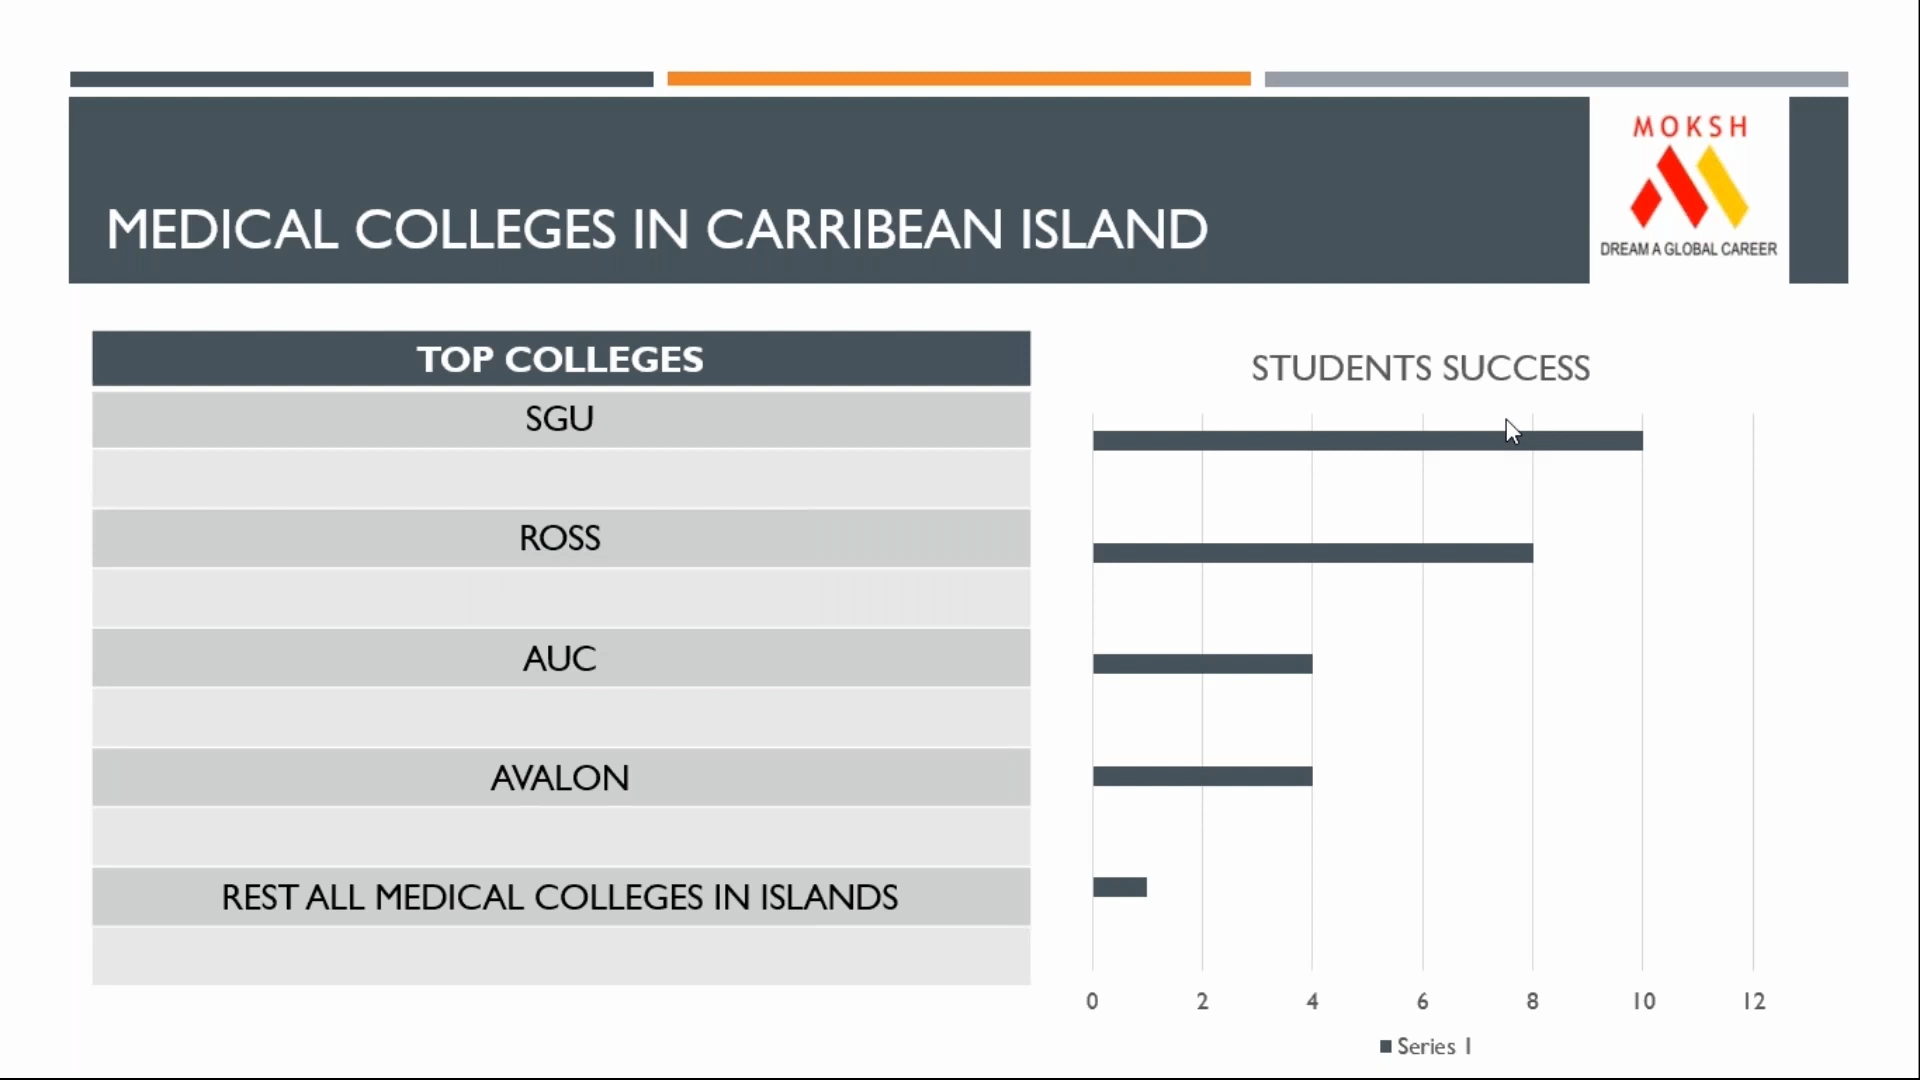 MOKSH
DREAM A GLOBAL CAREER
MEDICAL COLLEGES IN CARRIBEAN ISLAND
TOP COLLEGES
SGU
ROSS
AUC
AVALON
REST ALL MEDICAL COLLEGES IN ISLANDS
STUDENTS SUCCESS
0 2 4 6 8 10 12
Series 1